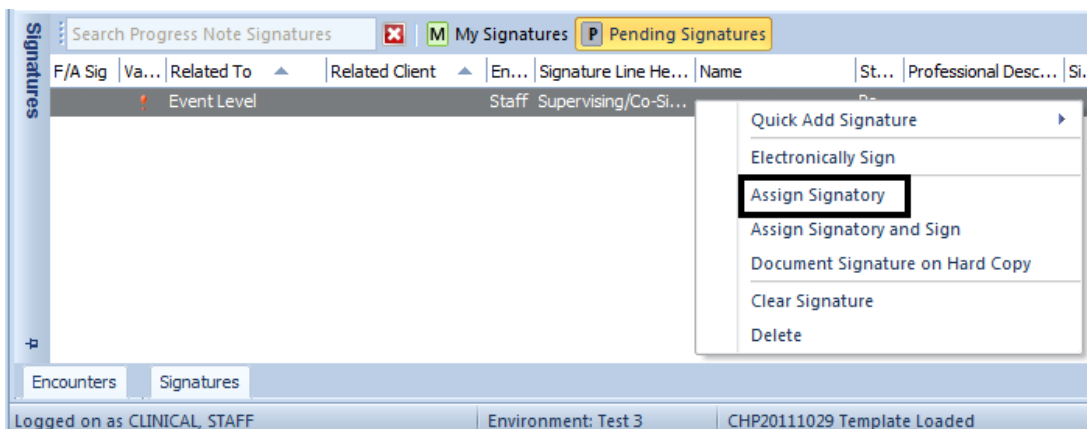 Signatures
Search Progress Note Signatures M My Signatures P Pending Signatures
F/A Sig Va... Related To Related Client En... Signature Line He... Name St... Professional Desc... Si.
Event Level Staff Supervising/Co-Si...
Quick Add Signature
Electronically Sign
Assign Signatory
Assign Signatory and Sign
Document Signature on Hard Copy
Clear Signature
Delete
Encounters Signatures
Logged on as CLINICAL, STAFF Environment: Test 3 CHP20111029 Template Loaded